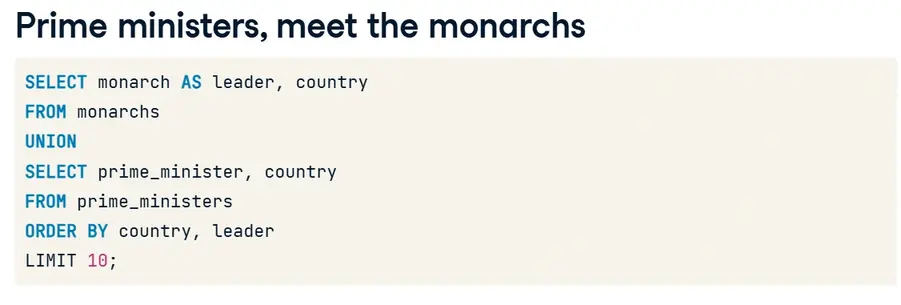 Prime ministers, meet the monarchs
SELECT monarch AS leader, country
FROM monarchs
UNION
SELECT prime_minister, country
FROM prime_ministers
ORDER BY country, leader
LIMIT 10;